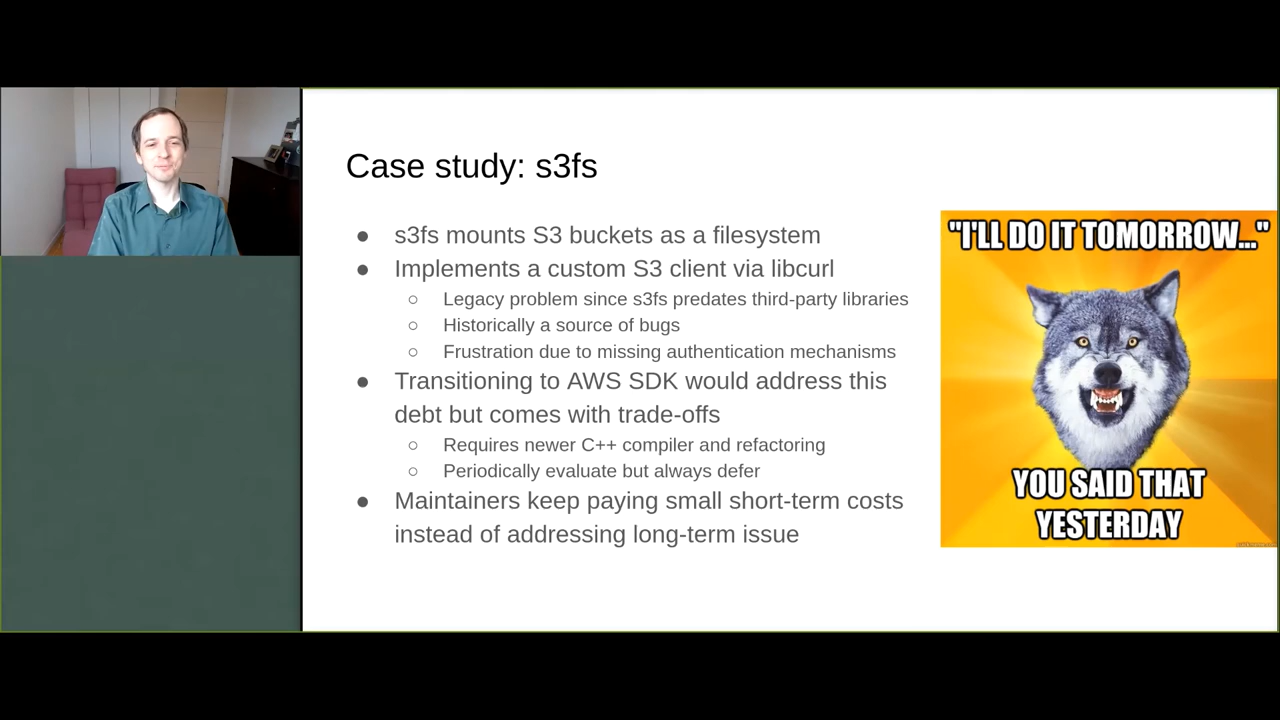 Case study: s3fs
● s3fs mounts S3 buckets as a filesystem
● Implements a custom S3 client via libcurl
○ Legacy problem since s3fs predates third-party libraries
○ Historically a source of bugs
○ Frustration due to missing authentication mechanisms
● Transitioning to AWS SDK would address this
debt but comes with trade-offs
○ Requires newer C++ compiler and refactoring
○ Periodically evaluate but always defer
● Maintainers keep paying small short-term costs
instead of addressing long-term issue
"I'LL DO IT TOMORROW..."
YOU SAID THAT
YESTERDAY